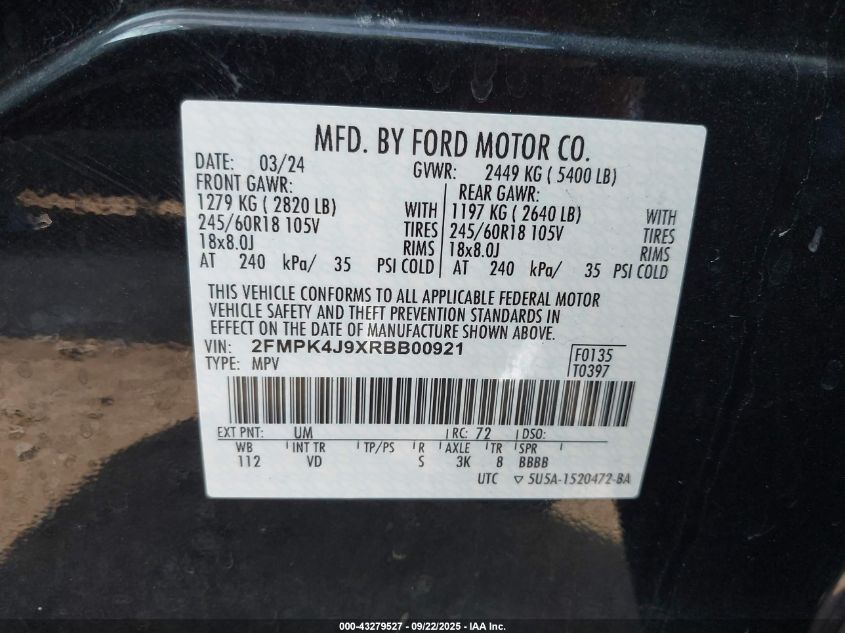 MFD. BY FORD MOTOR CO.
DATE: 03/24 GVWR: 2449 KG ( 5400 LB)
FRONT GAWR: REAR GAWR:
1279 KG ( 2820 LB) WITH 1197 KG ( 2640 LB) WITH
245/60R18 105V TIRES 245/60R18 105V TIRES
18x8.0J RIMS 18x8.0J RIMS
AT 240 kPa/ 35 PSI COLD AT 240 kPa/ 35 PSI COLD
THIS VEHICLE CONFORMS TO ALL APPLICABLE FEDERAL MOTOR
VEHICLE SAFETY AND THEFT PREVENTION STANDARDS IN
EFFECT ON THE DATE OF MANUFACTURE SHOWN ABOVE.
VIN: 2FMPK4J9XRBB00921 F0135
TYPE: MPV T0397
EXT PNT: UM RC: 72 DSO:
WB INT TR TP/PS R AXLE TR SPR
112 VD S 3K 8 BBBB
UTC ▽ 5U5A-1520472-BA
000-43279527 - 09/22/2025 - IAA Inc.